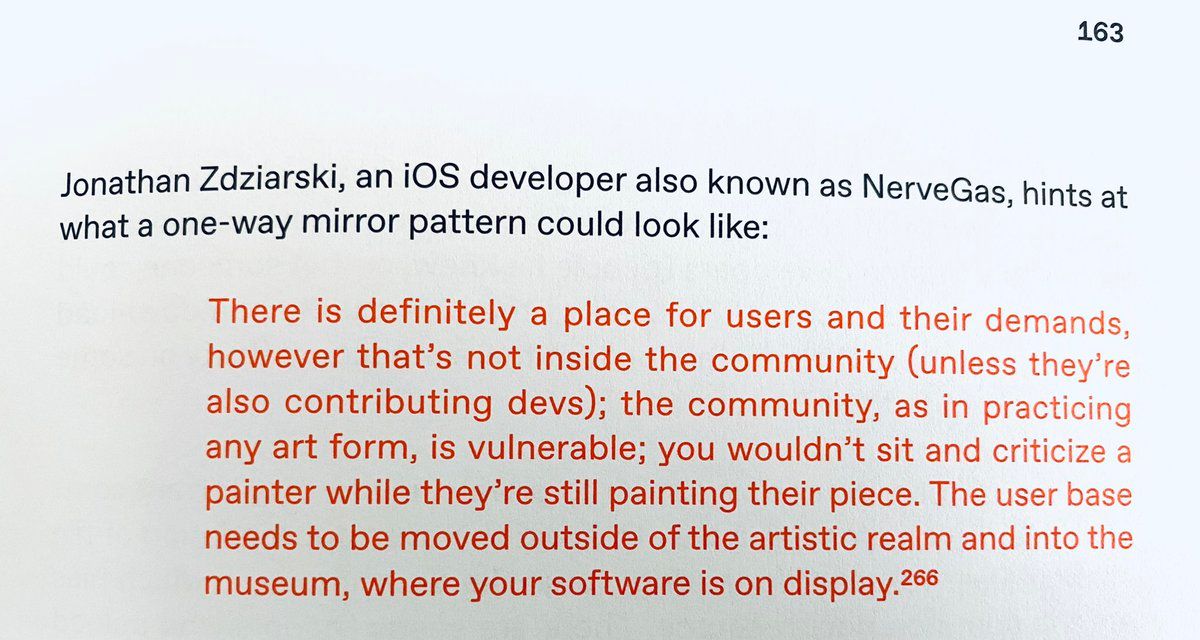 163
Jonathan Zdziarski, an iOS developer also known as NerveGas, hints at
what a one-way mirror pattern could look like:
There is definitely a place for users and their demands,
however that’s not inside the community (unless they’re
also contributing devs); the community, as in practicing
any art form, is vulnerable; you wouldn’t sit and criticize a
painter while they’re still painting their piece. The user base
needs to be moved outside of the artistic realm and into the
museum, where your software is on display.266